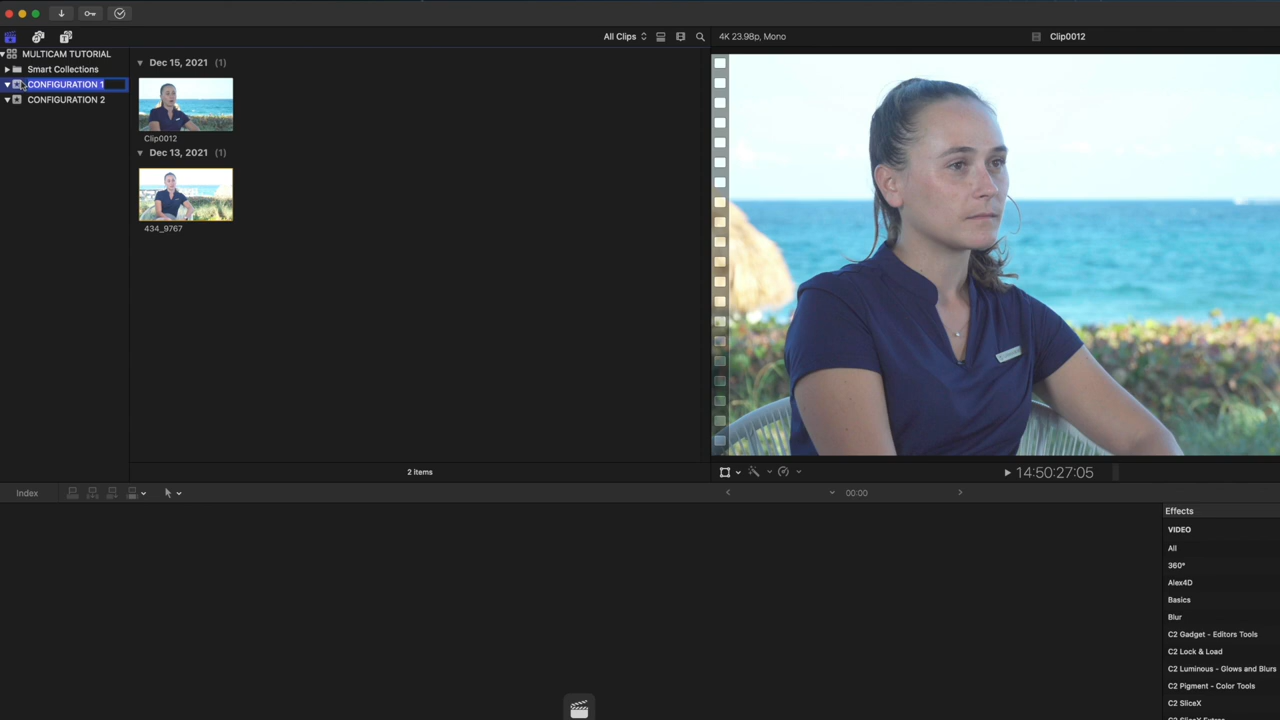 All Clips
4K 23.98p, Mono
Clip0012
MULTICAM TUTORIAL
Smart Collections
CONFIGURATION 1
CONFIGURATION 2
Dec 15, 2021 (1)
Clip0012
Dec 13, 2021 (1)
434_9767
2 items
14:50:27:05
Index
00:00
Effects
VIDEO
All
360°
Alex4D
Basics
Blur
C2 Gadget - Editors Tools
C2 Lock & Load
C2 Luminous - Glows and Blurs
C2 Pigment - Color Tools
C2 SliceX